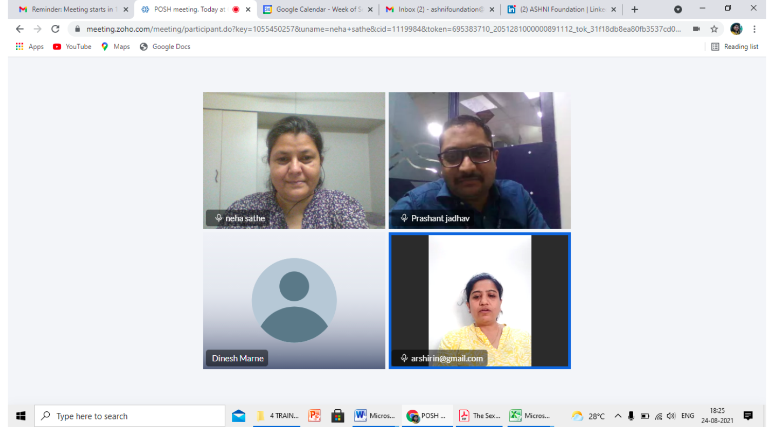 Reminder: Meeting starts in 1
POSH meeting. Today at
Google Calendar - Week of S
Inbox (2) - ashnifoundation@
(2) ASHNI Foundation | Linke
meeting.zoho.com/meeting/participant.do?key=1055450257&uname=neha+sathe&cid=1119984&token=695383710_2051281000000891112_tok_31f18db8ea80fb3537cd0...
Apps YouTube Maps Google Docs Reading list
neha sathe
Prashant jadhav
Dinesh Marne
arshirin@gmail.com
Type here to search
4 TRAIN...
Micros...
POSH ...
The Sex...
Micros...
28°C
ENG
18:25
24-08-2021